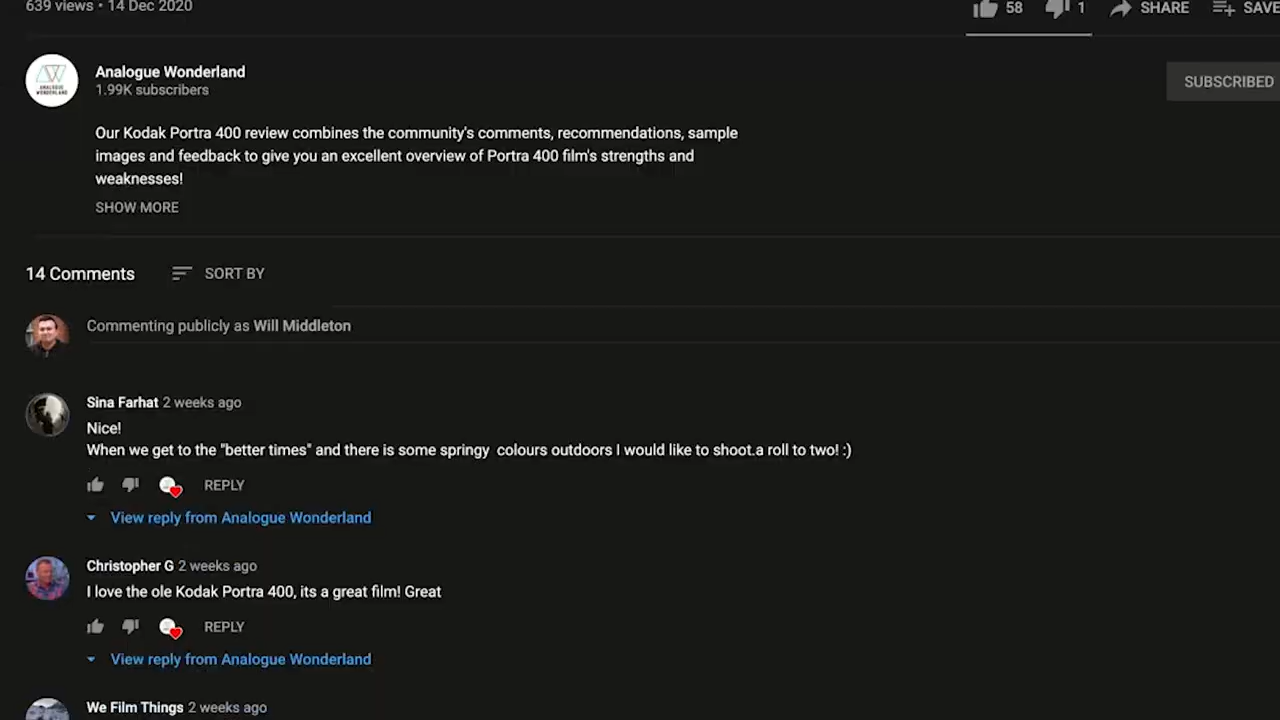 639 views • 14 Dec 2020
58
1
SHARE
SAVE
Analogue Wonderland
1.99K subscribers
SUBSCRIBED
ANALOGUE
WONDERLAND
Our Kodak Portra 400 review combines the community's comments, recommendations, sample
images and feedback to give you an excellent overview of Portra 400 film's strengths and
weaknesses!
SHOW MORE
14 Comments
SORT BY
Commenting publicly as Will Middleton
Sina Farhat 2 weeks ago
Nice!
When we get to the "better times" and there is some springy  colours outdoors I would like to shoot.a roll to two! :)
REPLY
View reply from Analogue Wonderland
Christopher G 2 weeks ago
I love the ole Kodak Portra 400, its a great film! Great
REPLY
View reply from Analogue Wonderland
We Film Things 2 weeks ago